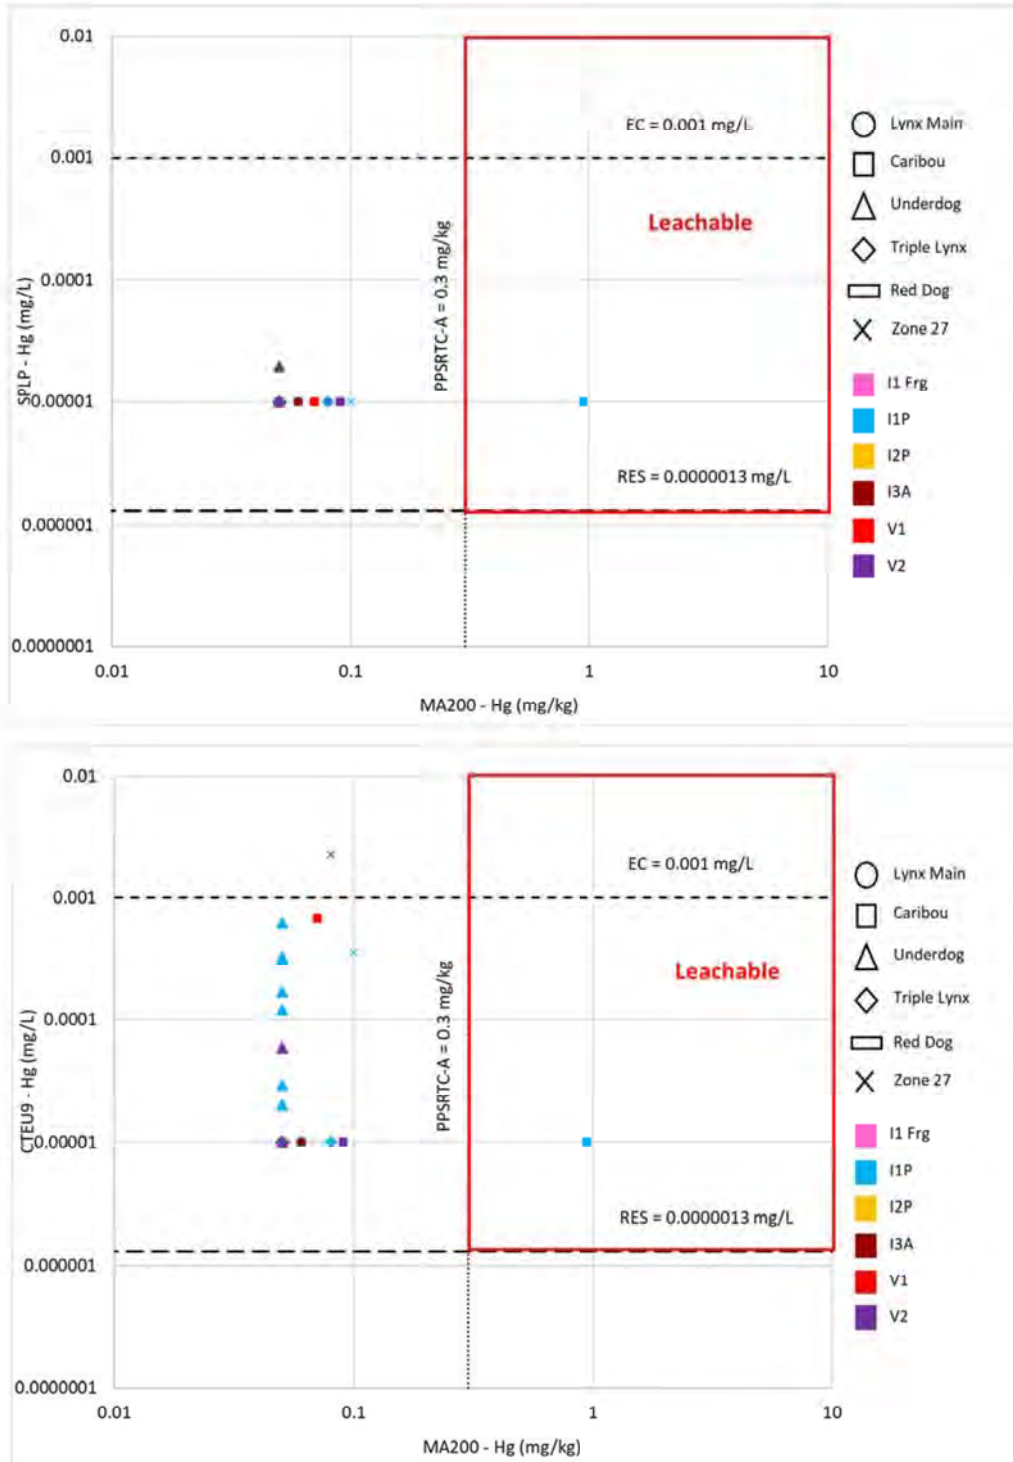 0.01
EC = 0.001 mg/L
0.001
Leachable
0.0001
SPLP - Hg (mg/L)
PPSRTC-A = 0.3 mg/kg
0.00001
RES = 0.0000013 mg/L
0.000001
0.0000001
0.01
0.1
1
10
MA200 - Hg (mg/kg)
Lynx Main
Caribou
Underdog
Triple Lynx
Red Dog
Zone 27
I1 Frg
I1P
I2P
I3A
V1
V2
0.01
EC = 0.001 mg/L
0.001
Leachable
0.0001
CTEU9 - Hg (mg/L)
PPSRTC-A = 0.3 mg/kg
0.00001
RES = 0.0000013 mg/L
0.000001
0.0000001
0.01
0.1
1
10
MA200 - Hg (mg/kg)
Lynx Main
Caribou
Underdog
Triple Lynx
Red Dog
Zone 27
I1 Frg
I1P
I2P
I3A
V1
V2